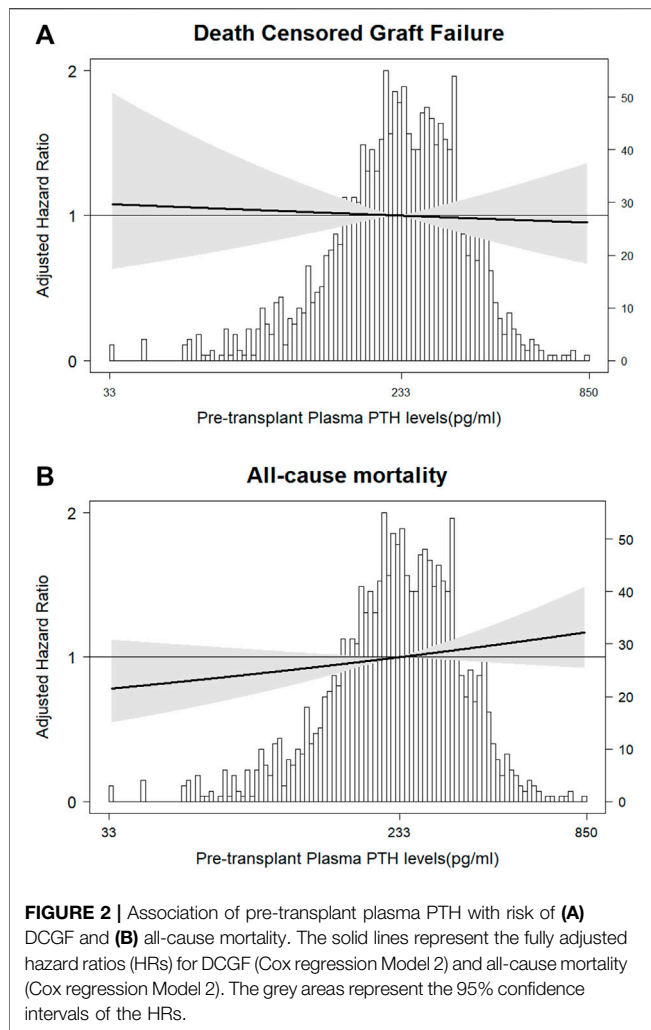 A
Death Censored Graft Failure
2
1
0
Adjusted Hazard Ratio
50
40
30
20
10
0
33
233
850
Pre-transplant Plasma PTH levels(pg/ml)
B
All-cause mortality
2
1
0
Adjusted Hazard Ratio
50
40
30
20
10
0
33
233
850
Pre-transplant Plasma PTH levels(pg/ml)
FIGURE 2 | Association of pre-transplant plasma PTH with risk of (A)
DCGF and (B) all-cause mortality. The solid lines represent the fully adjusted
hazard ratios (HRs) for DCGF (Cox regression Model 2) and all-cause mortality
(Cox regression Model 2). The grey areas represent the 95% confidence
intervals of the HRs.